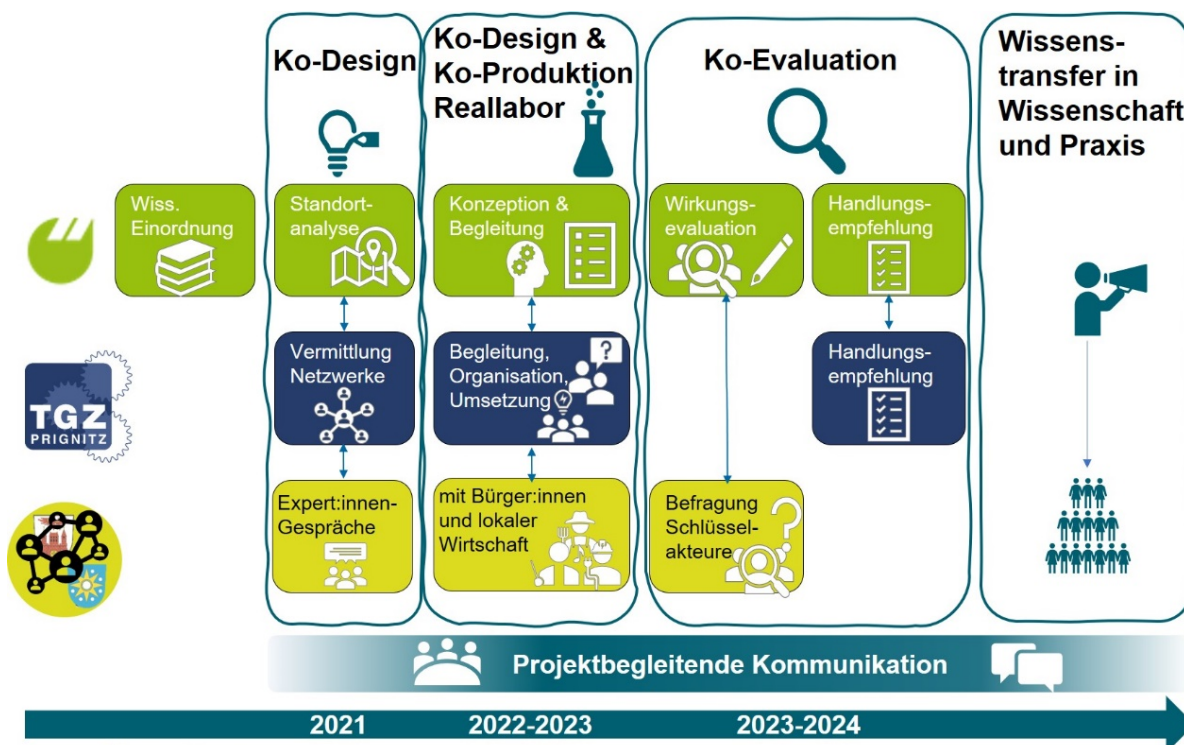 Ko-Design
Ko-Design &
Ko-Produktion
Reallabor
Ko-Evaluation
Wissens-
transfer in
Wissenschaft
und Praxis
Wiss.
Einordnung
Standort-
analyse
Konzeption &
Begleitung
Wirkungs-
evaluation
Handlungs-
empfehlung
TGZ
PRIGNITZ
Vermittlung
Netzwerke
Begleitung,
Organisation,
Umsetzung
?
Handlungs-
empfehlung
Expert:innen-
Gespräche
mit Bürger:innen
und lokaler
Wirtschaft
Befragung
Schlüssel-
akteure
?
Projektbegleitende Kommunikation
2021
2022-2023
2023-2024